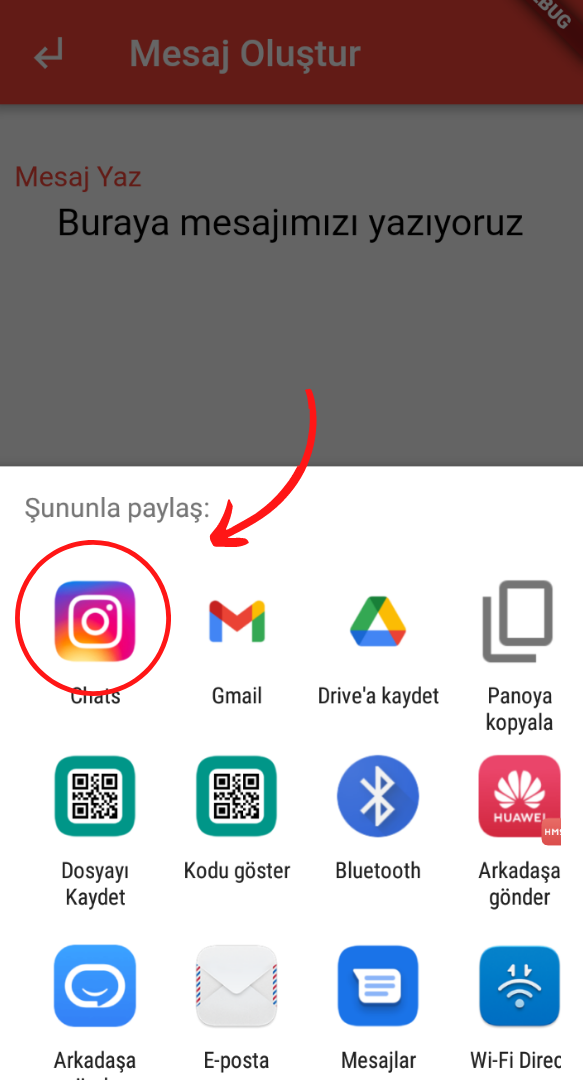 BUG
Mesaj Oluştur
Mesaj Yaz
Buraya mesajımızı yazıyoruz
Şununla paylaş:
Chats
Gmail
Drive'a kaydet
Panoya
kopyala
HUAWEI
HMS
Dosyayı
Kaydet
Kodu göster
Bluetooth
Arkadaşa
gönder
Arkadaşa
E-posta
Mesajlar
Wi-Fi Direc